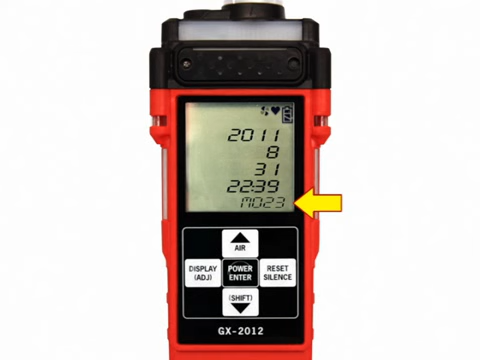 2011
8
31
22:39
M023
AIR
DISPLAY
(ADJ)
POWER
ENTER
RESET
SILENCE
(SHIFT)
GX-2012